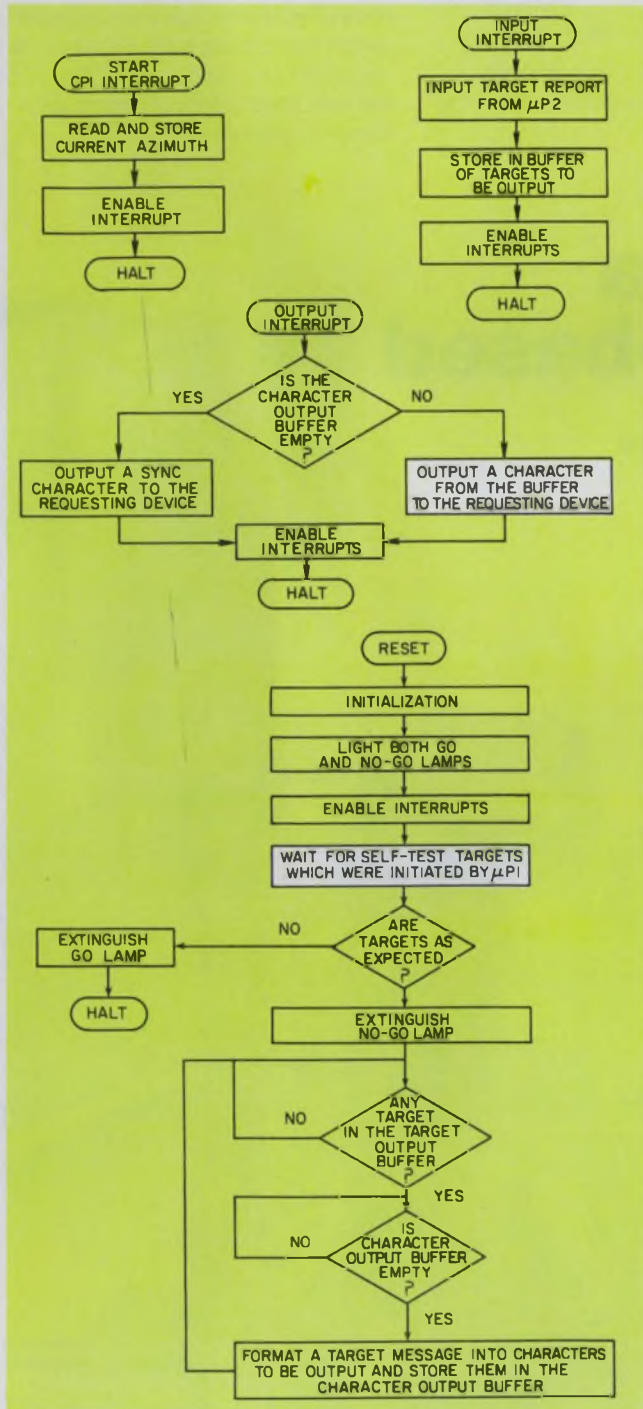 START
CPI INTERRUPT
READ AND STORE
CURRENT AZIMUTH
ENABLE
INTERRUPT
HALT
INPUT
INTERRUPT
INPUT TARGET REPORT
FROM μP2
STORE IN BUFFER
OF TARGETS TO
BE OUTPUT
ENABLE
INTERRUPTS
HALT
OUTPUT
INTERRUPT
IS THE
CHARACTER
OUTPUT
BUFFER
EMPTY
?
YES
NO
OUTPUT A SYNC
CHARACTER TO THE
REQUESTING DEVICE
OUTPUT A CHARACTER
FROM THE BUFFER
TO THE REQUESTING DEVICE
ENABLE
INTERRUPTS
HALT
RESET
INITIALIZATION
LIGHT BOTH GO
AND NO-GO LAMPS
ENABLE INTERRUPTS
WAIT FOR SELF-TEST TARGETS
WHICH WERE INITIATED BY μP1
ARE
TARGETS AS
EXPECTED
?
NO
EXTINGUISH
GO LAMP
HALT
EXTINGUISH
NO-GO LAMP
ANY
TARGET
IN THE TARGET
OUTPUT
BUFFER
?
NO
YES
IS
CHARACTER
OUTPUT BUFFER
EMPTY
?
NO
YES
FORMAT A TARGET MESSAGE INTO CHARACTERS
TO BE OUTPUT AND STORE THEM IN THE
CHARACTER OUTPUT BUFFER